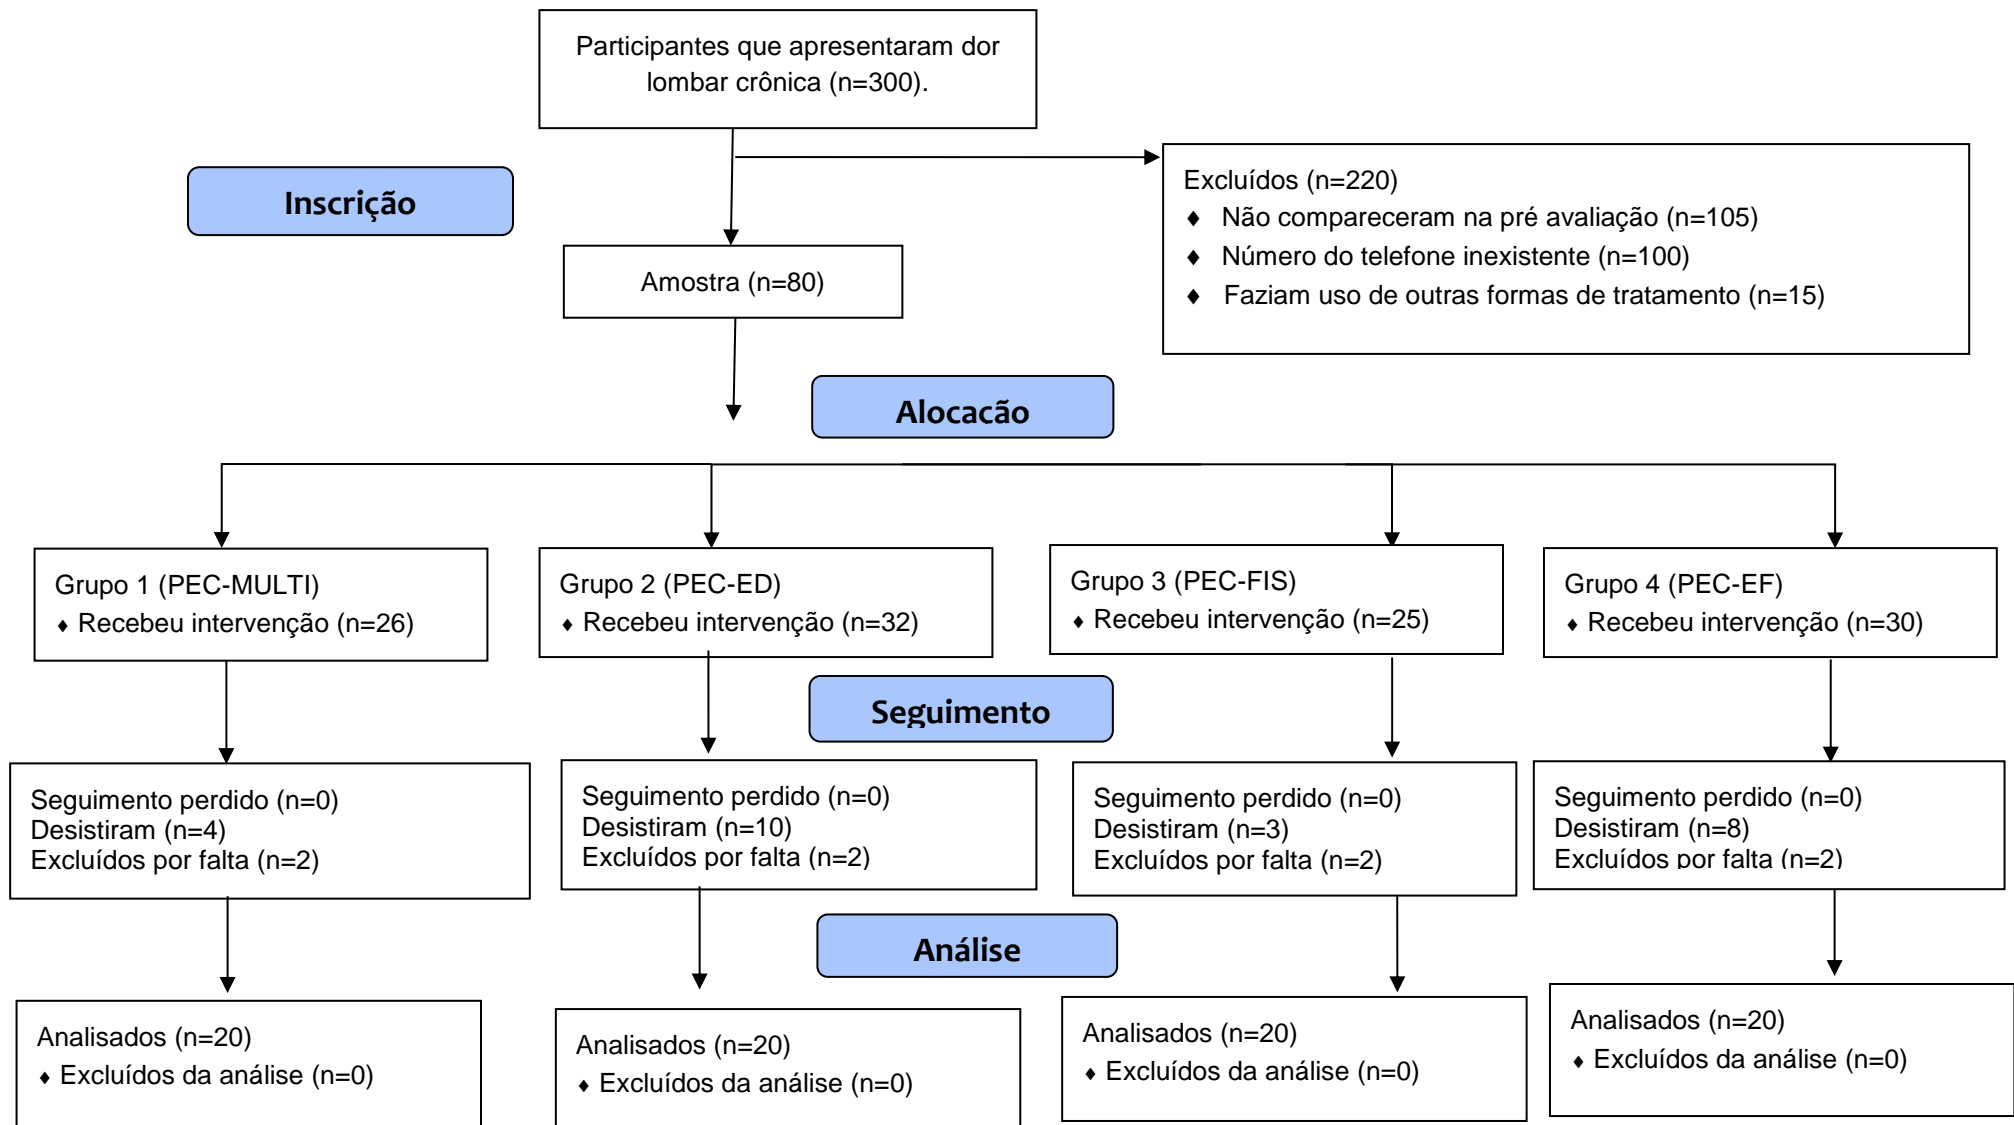 Participantes que apresentaram dor
lombar crônica (n=300).
Inscrição
Excluídos (n=220)
♦ Não compareceram na pré avaliação (n=105)
♦ Número do telefone inexistente (n=100)
♦ Faziam uso de outras formas de tratamento (n=15)
Amostra (n=80)
Alocacão
Grupo 1 (PEC-MULTI)
♦ Recebeu intervenção (n=26)
Grupo 2 (PEC-ED)
♦ Recebeu intervenção (n=32)
Grupo 3 (PEC-FIS)
♦ Recebeu intervenção (n=25)
Grupo 4 (PEC-EF)
♦ Recebeu intervenção (n=30)
Seguimento
Seguimento perdido (n=0)
Desistiram (n=4)
Excluídos por falta (n=2)
Seguimento perdido (n=0)
Desistiram (n=10)
Excluídos por falta (n=2)
Seguimento perdido (n=0)
Desistiram (n=3)
Excluídos por falta (n=2)
Seguimento perdido (n=0)
Desistiram (n=8)
Excluídos por falta (n=2)
Análise
Analisados (n=20)
♦ Excluídos da análise (n=0)
Analisados (n=20)
♦ Excluídos da análise (n=0)
Analisados (n=20)
♦ Excluídos da análise (n=0)
Analisados (n=20)
♦ Excluídos da análise (n=0)